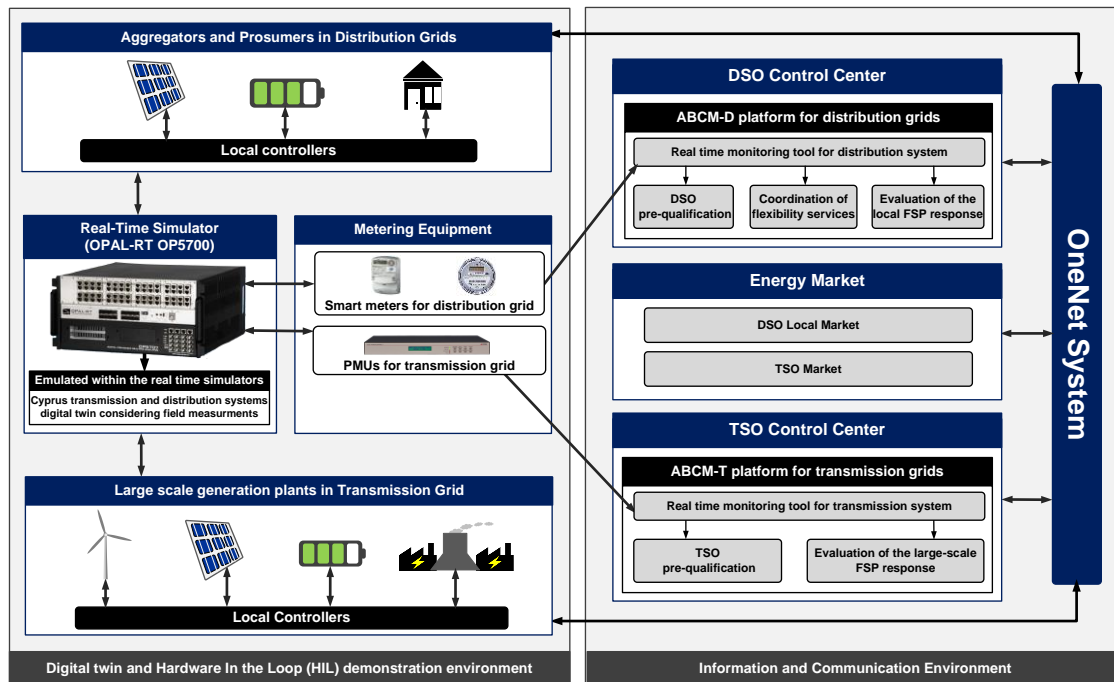 Aggregators and Prosumers in Distribution Grids
Local controllers
Real-Time Simulator
(OPAL-RT OP5700)
OPAL-RT
Emulated within the real time simulators
Cyprus transmission and distribution systems
digital twin considering field measurments
Metering Equipment
Smart meters for distribution grid
PMUs for transmission grid
Large scale generation plants in Transmission Grid
Local Controllers
Digital twin and Hardware In the Loop (HIL) demonstration environment
DSO Control Center
ABCM-D platform for distribution grids
Real time monitoring tool for distribution system
DSO
pre-qualification
Coordination of
flexibility services
Evaluation of the
local FSP response
Energy Market
DSO Local Market
TSO Market
TSO Control Center
ABCM-T platform for transmission grids
Real time monitoring tool for transmission system
TSO
pre-qualification
Evaluation of the large-scale
FSP response
OneNet System
Information and Communication Environment